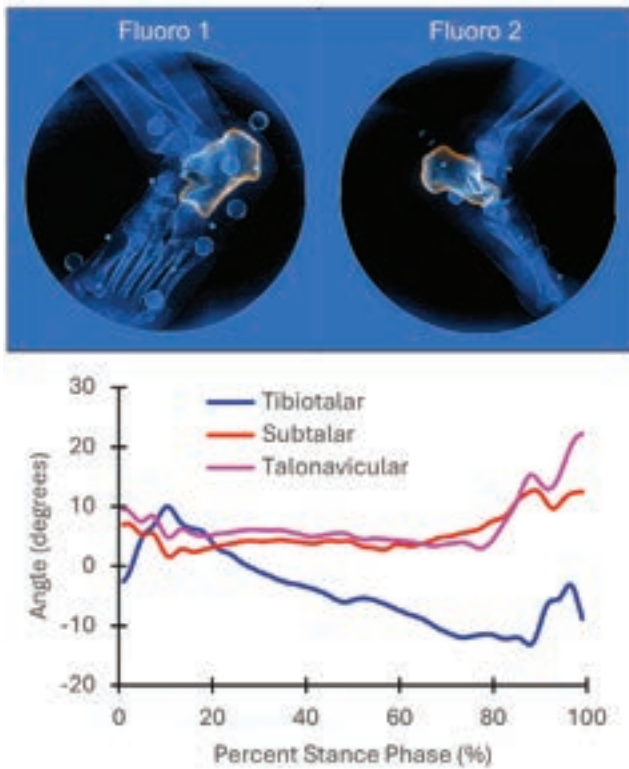 Fluoro 1
Fluoro 2
30
20
10
0
-10
-20
Angle (degrees)
Tibiotalar
Subtalar
Talonavicular
0 20 40 60 80 100
Percent Stance Phase (%)